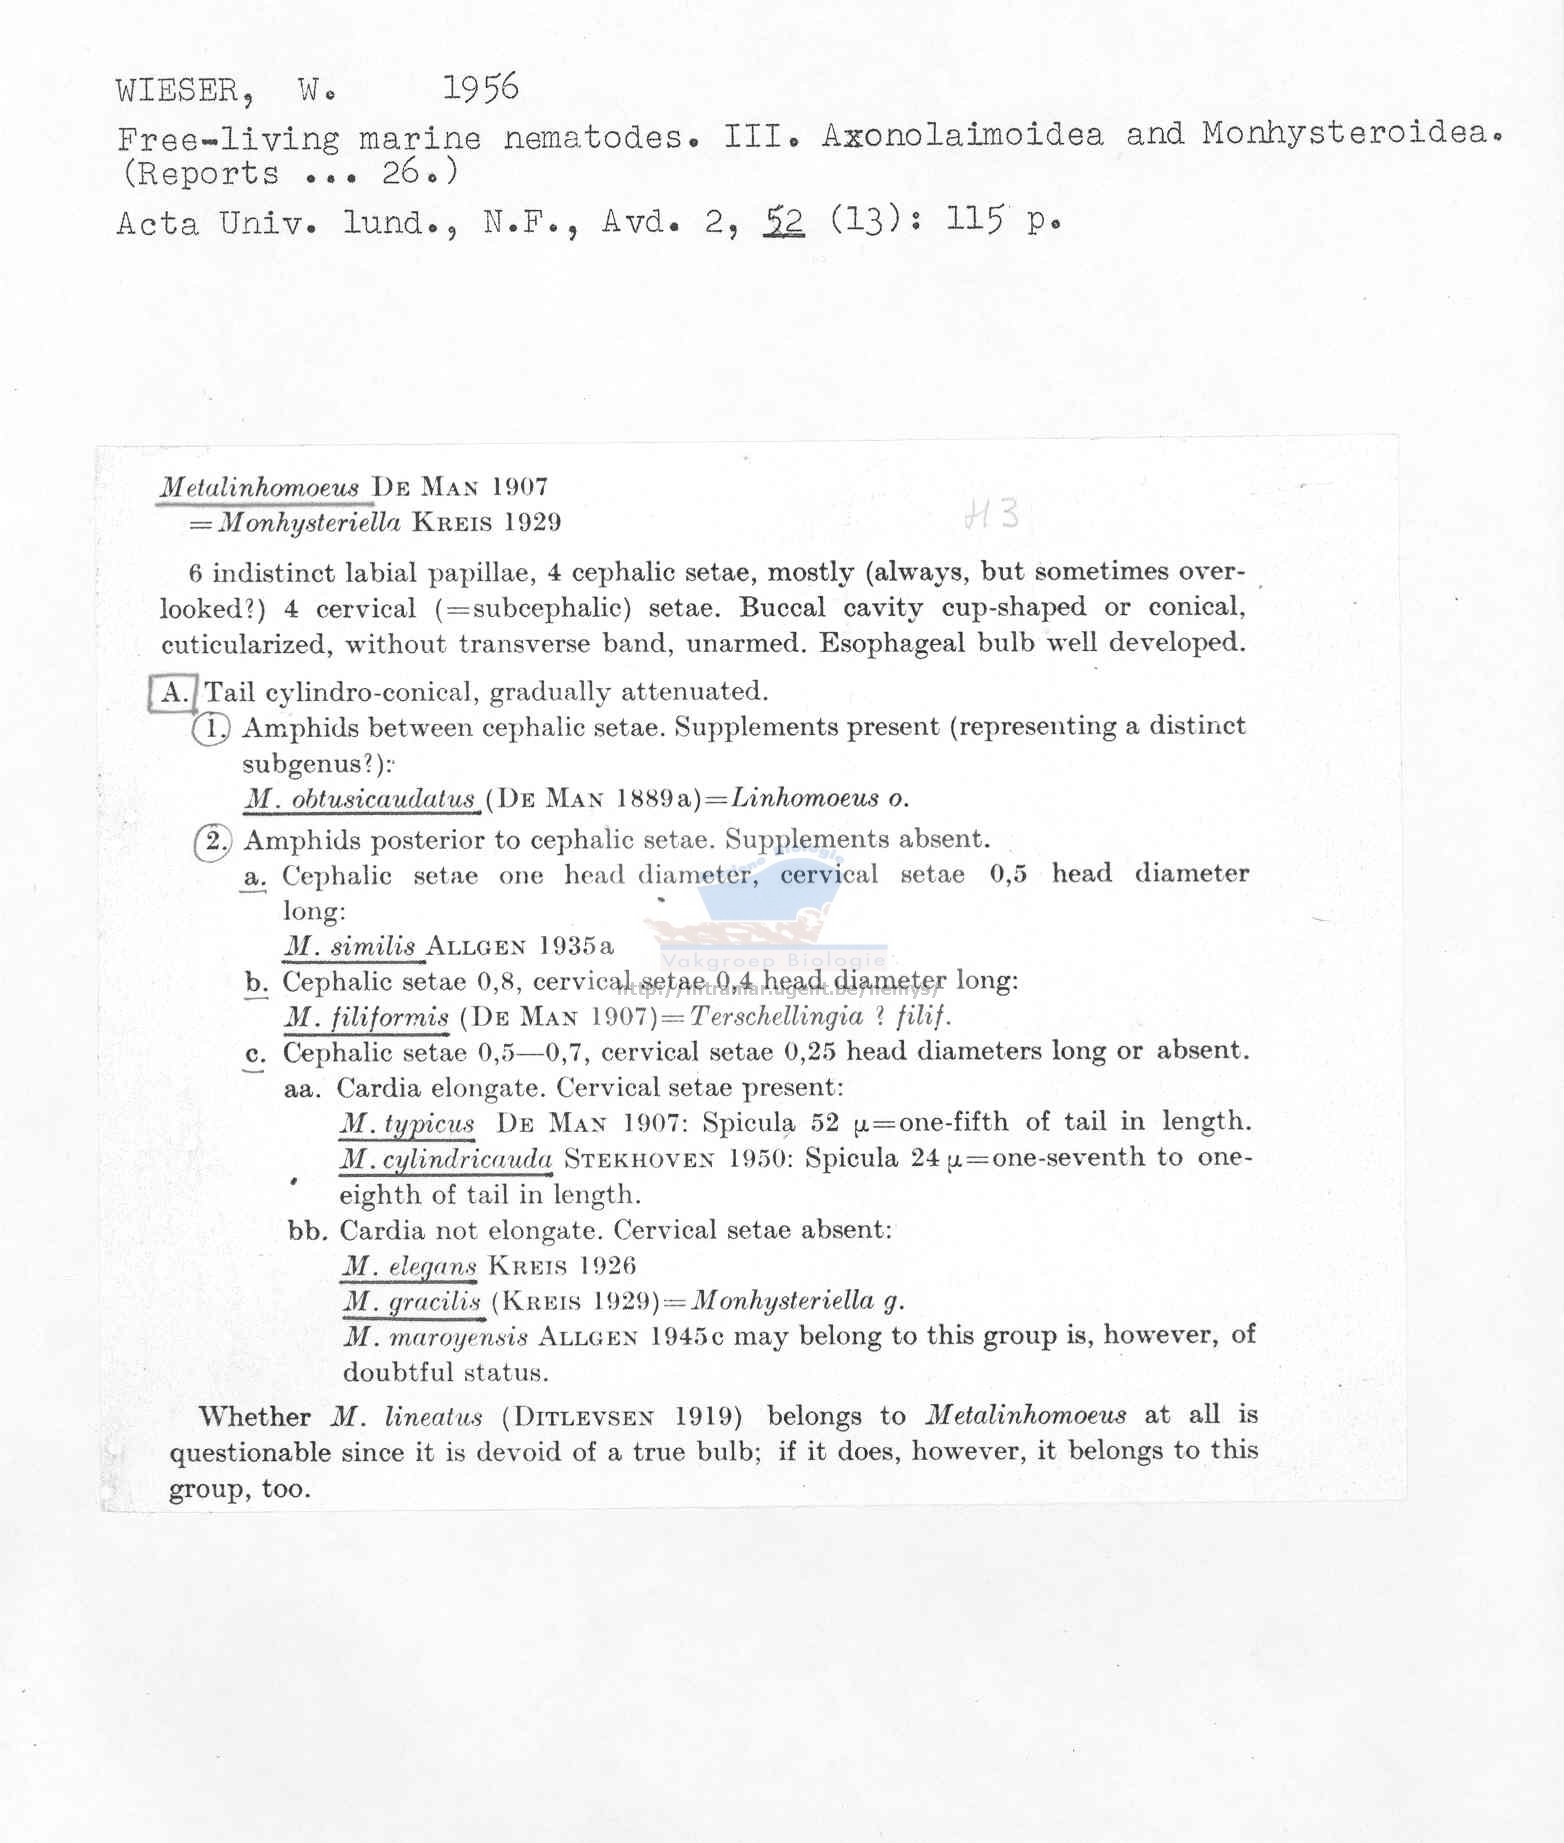 WIESER, W. 1956
Free-living marine nematodes. III. Axonolaimoidea and Monhysteroidea.
(Reports ... 26.)
Acta Univ. lund., N.F., Avd. 2, 52 (13): 115 p.
Metalinhomoeus DE MAN 1907
H3
=Monhysteriella KREIS 1929
6 indistinct labial papillae, 4 cephalic setae, mostly (always, but sometimes over-
looked?) 4 cervical (=subcephalic) setae. Buccal cavity cup-shaped or conical,
cuticularized, without transverse band, unarmed. Esophageal bulb well developed.
A. Tail cylindro-conical, gradually attenuated.
1. Amphids between cephalic setae. Supplements present (representing a distinct
subgenus?):
M. obtusicaudatus (DE MAN 1889a)=Linhomoeus o.
2. Amphids posterior to cephalic setae. Supplements absent.
a. Cephalic setae one head diameter, cervical setae 0,5 head diameter
long:
M. similis ALLGEN 1935a
Vakgroep Biologie
b. Cephalic setae 0,8, cervical setae 0,4 head diameter long:
http://intramar.ugent.be/nemys/
M. filiformis (DE MAN 1907)=Terschellingia ? filif.
c. Cephalic setae 0,5—0,7, cervical setae 0,25 head diameters long or absent.
aa. Cardia elongate. Cervical setae present:
M. typicus DE MAN 1907: Spicula 52 μ=one-fifth of tail in length.
M. cylindricauda STEKHOVEN 1950: Spicula 24 μ=one-seventh to one-
eighth of tail in length.
bb. Cardia not elongate. Cervical setae absent:
M. elegans KREIS 1926
M. gracilis (KREIS 1929)=Monhysteriella g.
M. maroyensis ALLGEN 1945c may belong to this group is, however, of
doubtful status.
Whether M. lineatus (DITLEVSEN 1919) belongs to Metalinhomoeus at all is
questionable since it is devoid of a true bulb; if it does, however, it belongs to this
group, too.